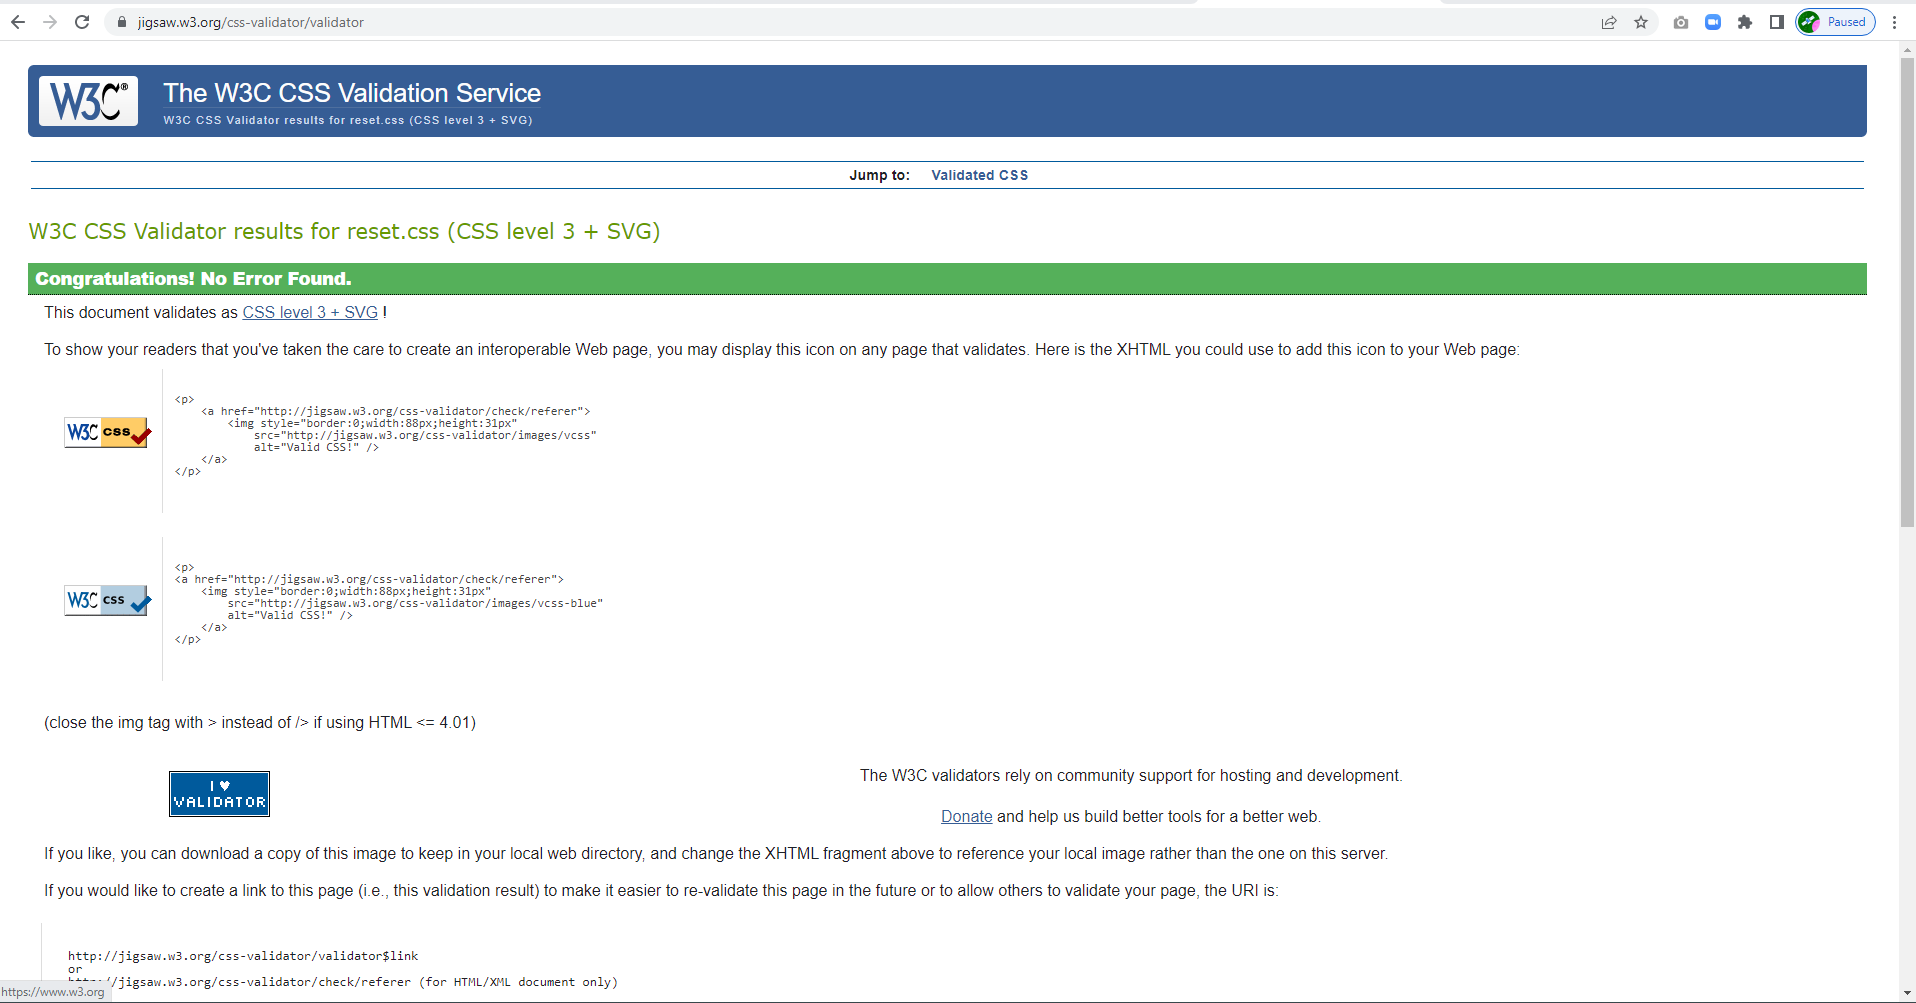 jigsaw.w3.org/css-validator/validator
Paused
W3C®
The W3C CSS Validation Service
W3C CSS Validator results for reset.css (CSS level 3 + SVG)
Jump to: Validated CSS
W3C CSS Validator results for reset.css (CSS level 3 + SVG)
Congratulations! No Error Found.
This document validates as CSS level 3 + SVG !
To show your readers that you've taken the care to create an interoperable Web page, you may display this icon on any page that validates. Here is the XHTML you could use to add this icon to your Web page:
W3C css
<p>
<a href="http://jigsaw.w3.org/css-validator/check/referer">
<img style="border:0;width:88px;height:31px"
src="http://jigsaw.w3.org/css-validator/images/vcss"
alt="Valid CSS!" />
</a>
</p>
W3C css
<p>
<a href="http://jigsaw.w3.org/css-validator/check/referer">
<img style="border:0;width:88px;height:31px"
src="http://jigsaw.w3.org/css-validator/images/vcss-blue"
alt="Valid CSS!" />
</a>
</p>
(close the img tag with > instead of /> if using HTML <= 4.01)
I ♥
VALIDATOR
The W3C validators rely on community support for hosting and development.
Donate and help us build better tools for a better web.
If you like, you can download a copy of this image to keep in your local web directory, and change the XHTML fragment above to reference your local image rather than the one on this server.
If you would like to create a link to this page (i.e., this validation result) to make it easier to re-validate this page in the future or to allow others to validate your page, the URI is:
http://jigsaw.w3.org/css-validator/validator$link
or
http://jigsaw.w3.org/css-validator/check/referer (for HTML/XML document only)
https://www.w3.org